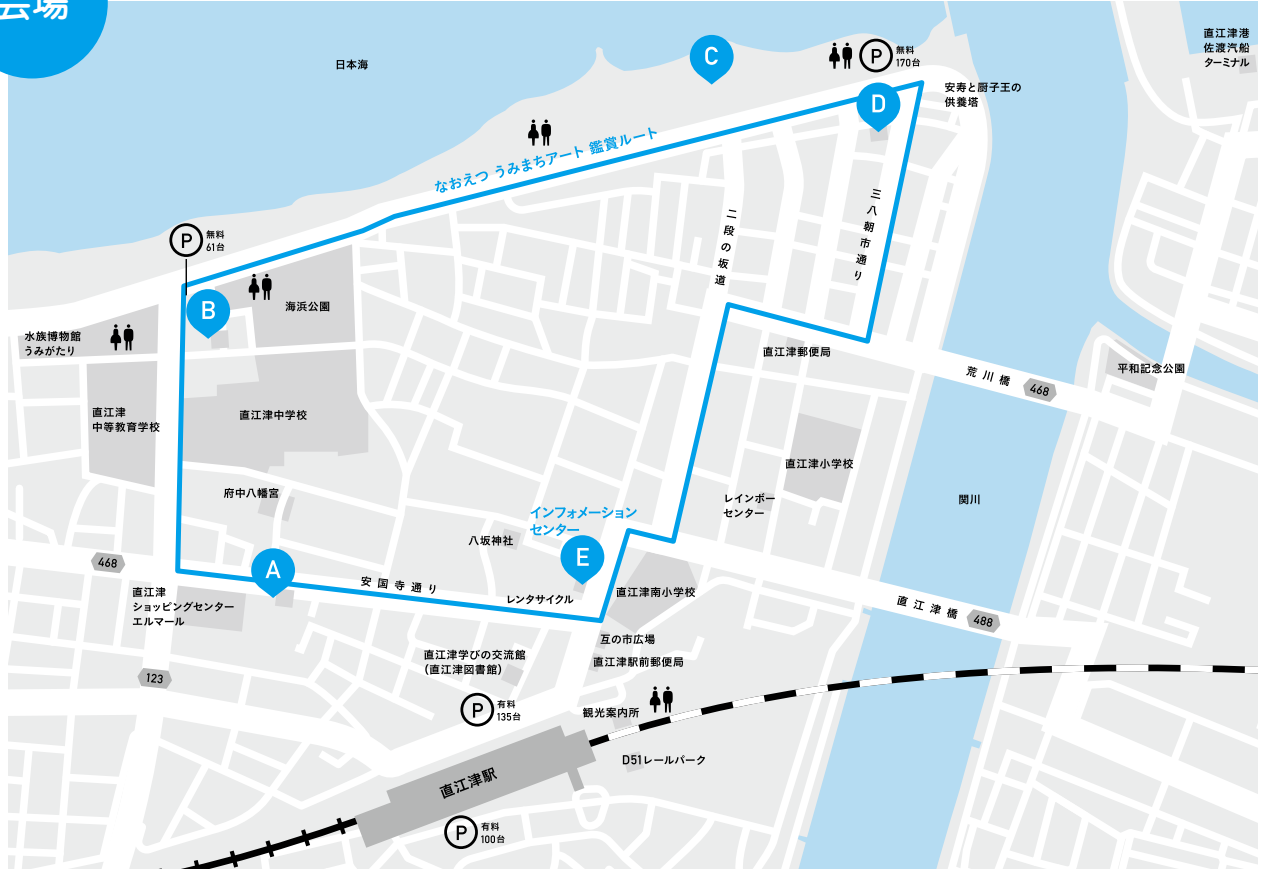 会場
日本海
C
P
無料
170台
直江津港
佐渡汽船
ターミナル
D
安寿と厨子王の
供養塔
なおえつ うみまちアート 鑑賞ルート
三八朝市通り
二段の坂道
P
無料
61台
B
海浜公園
水族博物館
うみがたり
直江津郵便局
荒川橋
468
平和記念公園
直江津
中等教育学校
直江津中学校
直江津小学校
府中八幡宮
レインボー
センター
関川
インフォメーション
センター
八坂神社
E
468
A
安国寺通り
直江津
ショッピングセンター
エルマール
レンタサイクル
直江津南小学校
直江津橋
488
互の市広場
直江津学びの交流館
(直江津図書館)
直江津駅前郵便局
123
P
有料
135台
観光案内所
D51レールパーク
直江津駅
P
有料
100台